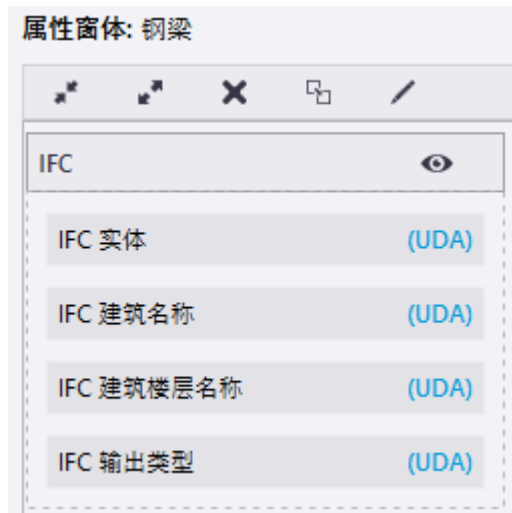 属性窗体: 钢梁
IFC
IFC 实体 (UDA)
IFC 建筑名称 (UDA)
IFC 建筑楼层名称 (UDA)
IFC 输出类型 (UDA)